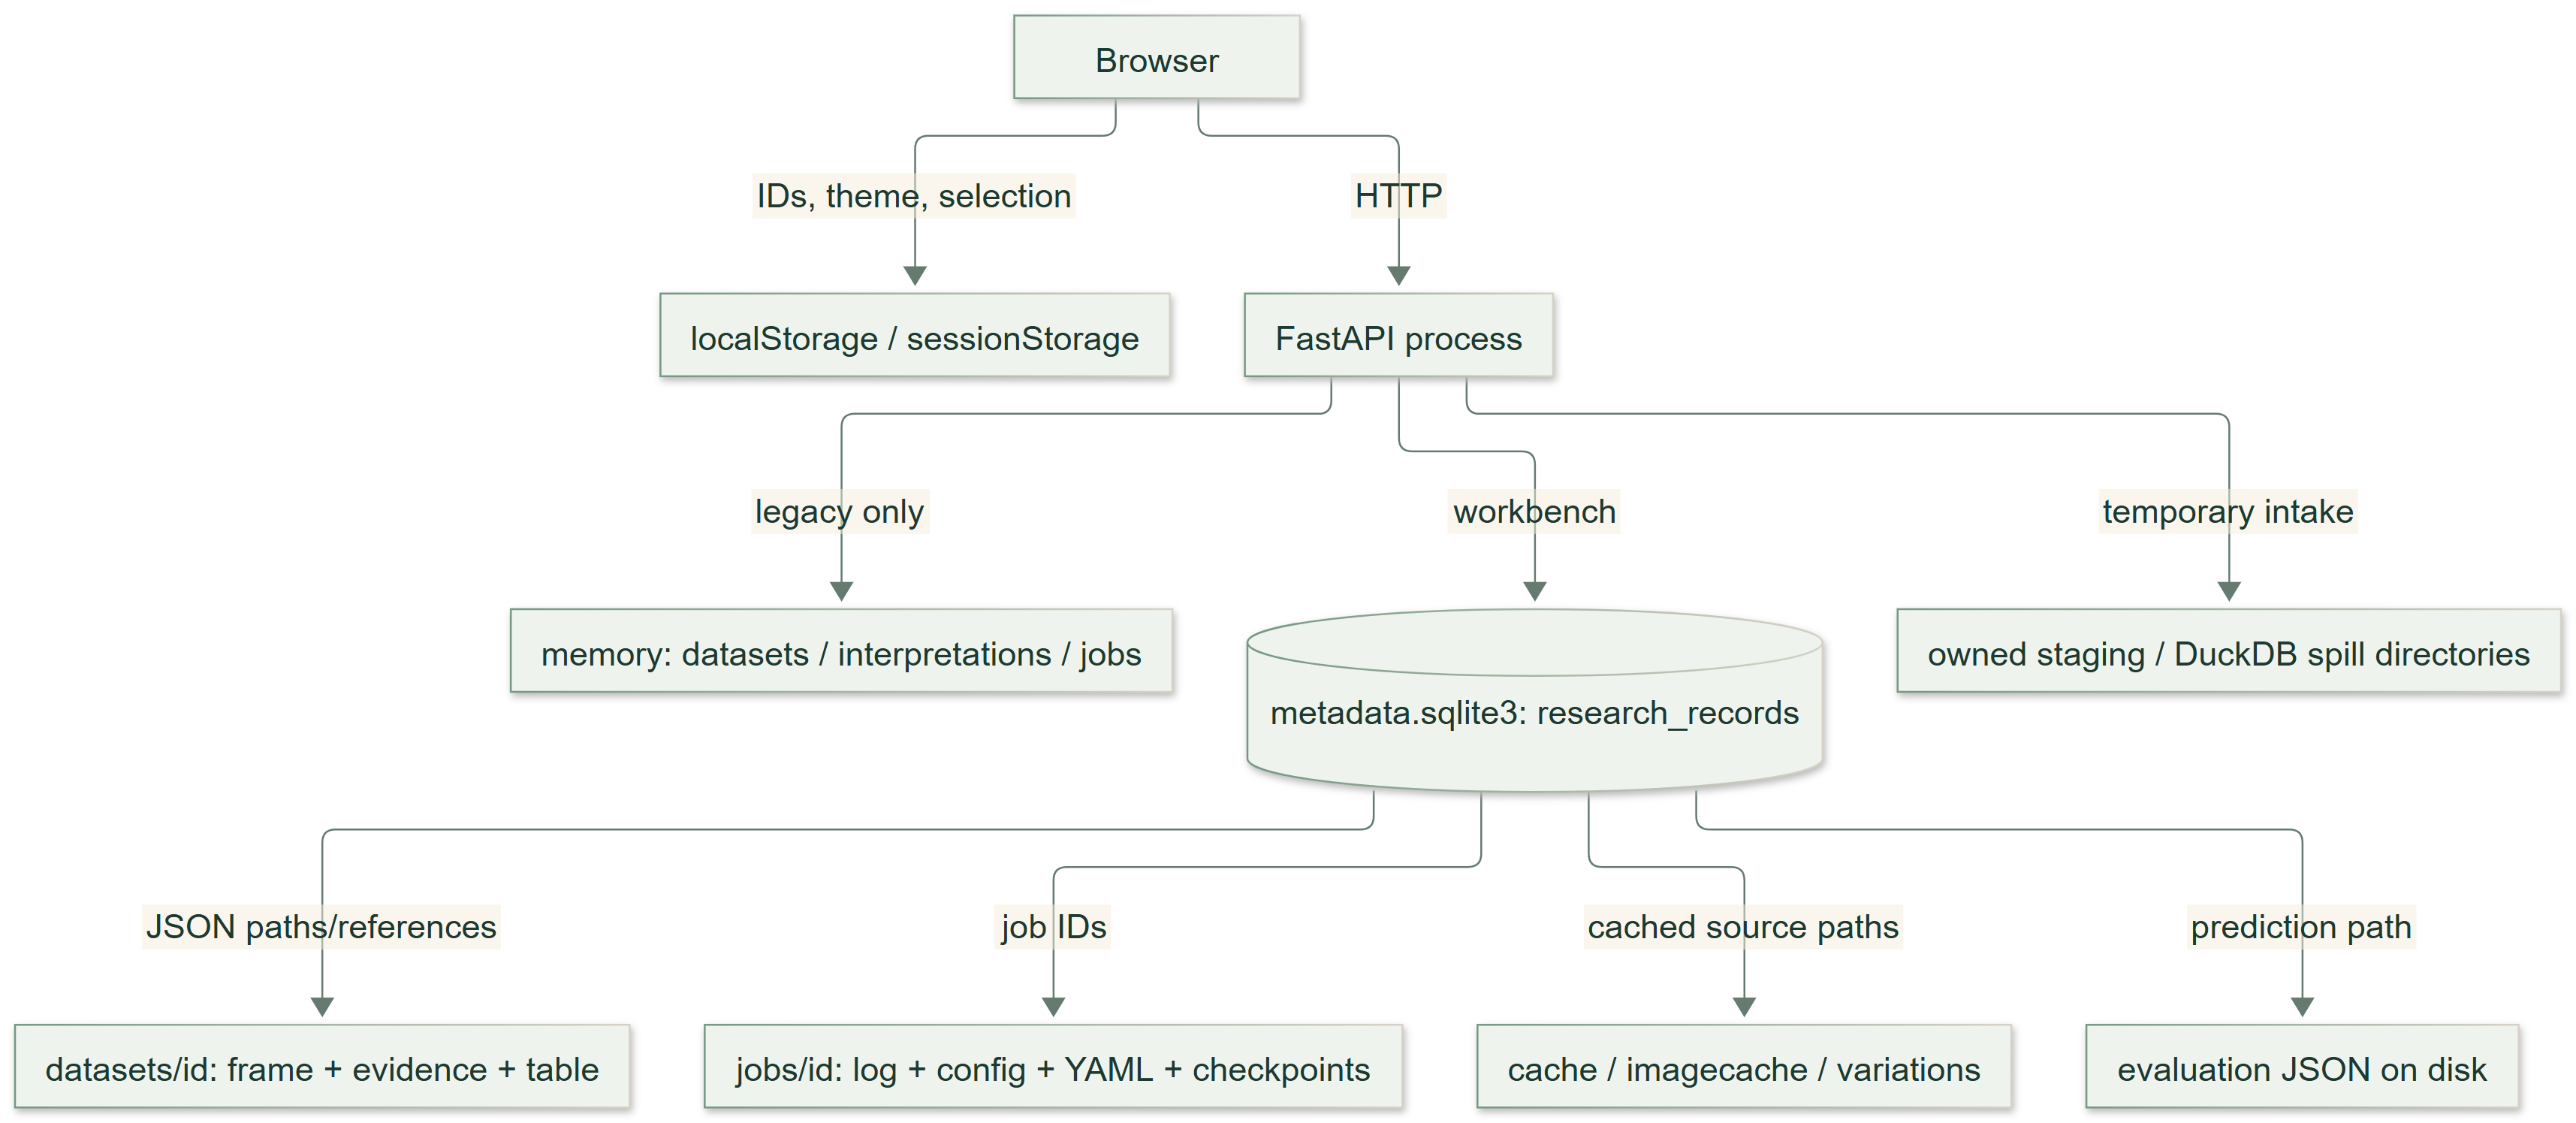 Browser
IDs, theme, selection
HTTP
localStorage / sessionStorage
FastAPI process
legacy only
workbench
temporary intake
memory: datasets / interpretations / jobs
metadata.sqlite3: research_records
owned staging / DuckDB spill directories
JSON paths/references
job IDs
cached source paths
prediction path
datasets/id: frame + evidence + table
jobs/id: log + config + YAML + checkpoints
cache / imagecache / variations
evaluation JSON on disk